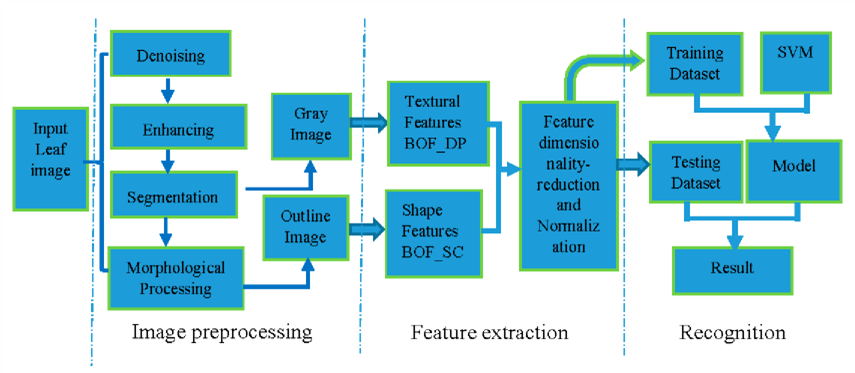 Input
Leaf
image
Denoising
Enhancing
Segmentation
Morphological
Processing
Gray
Image
Outline
Image
Textural
Features
BOF_DP
Shape
Features
BOF_SC
Feature
dimensio
nality-
reduction
and
Normaliz
ation
Training
Dataset
SVM
Testing
Dataset
Model
Result
Image preprocessing
Feature extraction
Recognition